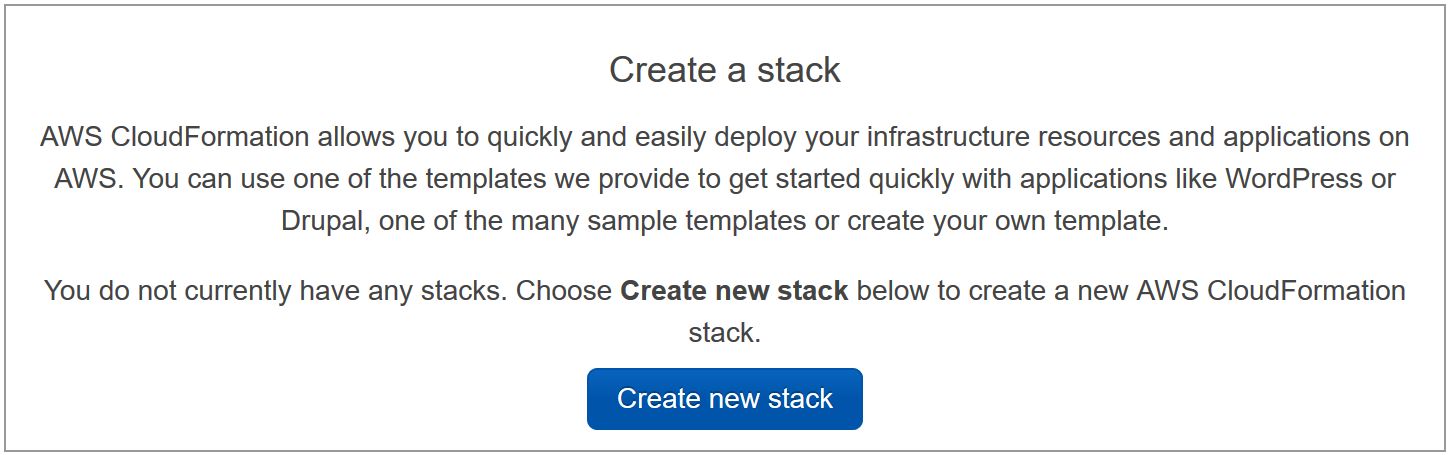 Create a stack
AWS CloudFormation allows you to quickly and easily deploy your infrastructure resources and applications on
AWS. You can use one of the templates we provide to get started quickly with applications like WordPress or
Drupal, one of the many sample templates or create your own template.
You do not currently have any stacks. Choose Create new stack below to create a new AWS CloudFormation
stack.
Create new stack